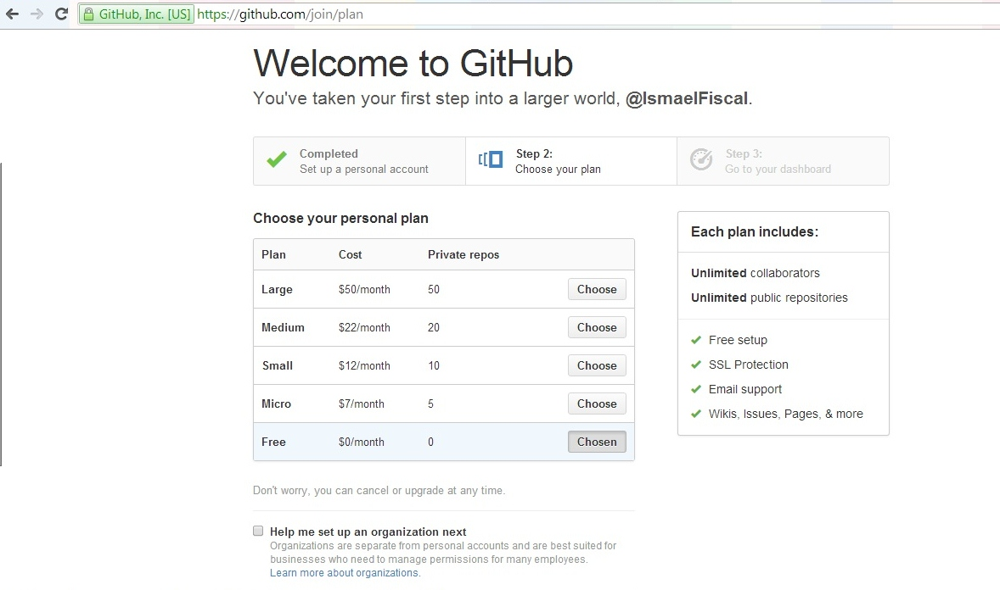 GitHub, Inc. [US] https://github.com/join/plan
Welcome to GitHub
You've taken your first step into a larger world, @IsmaelFiscal.
Completed
Set up a personal account
Step 2:
Choose your plan
Step 3:
Go to your dashboard
Choose your personal plan
Plan Cost Private repos
Large $50/month 50 Choose
Medium $22/month 20 Choose
Small $12/month 10 Choose
Micro $7/month 5 Choose
Free $0/month 0 Chosen
Don't worry, you can cancel or upgrade at any time.
Help me set up an organization next
Organizations are separate from personal accounts and are best suited for
businesses who need to manage permissions for many employees.
Learn more about organizations.
Each plan includes:
Unlimited collaborators
Unlimited public repositories
Free setup
SSL Protection
Email support
Wikis, Issues, Pages, & more